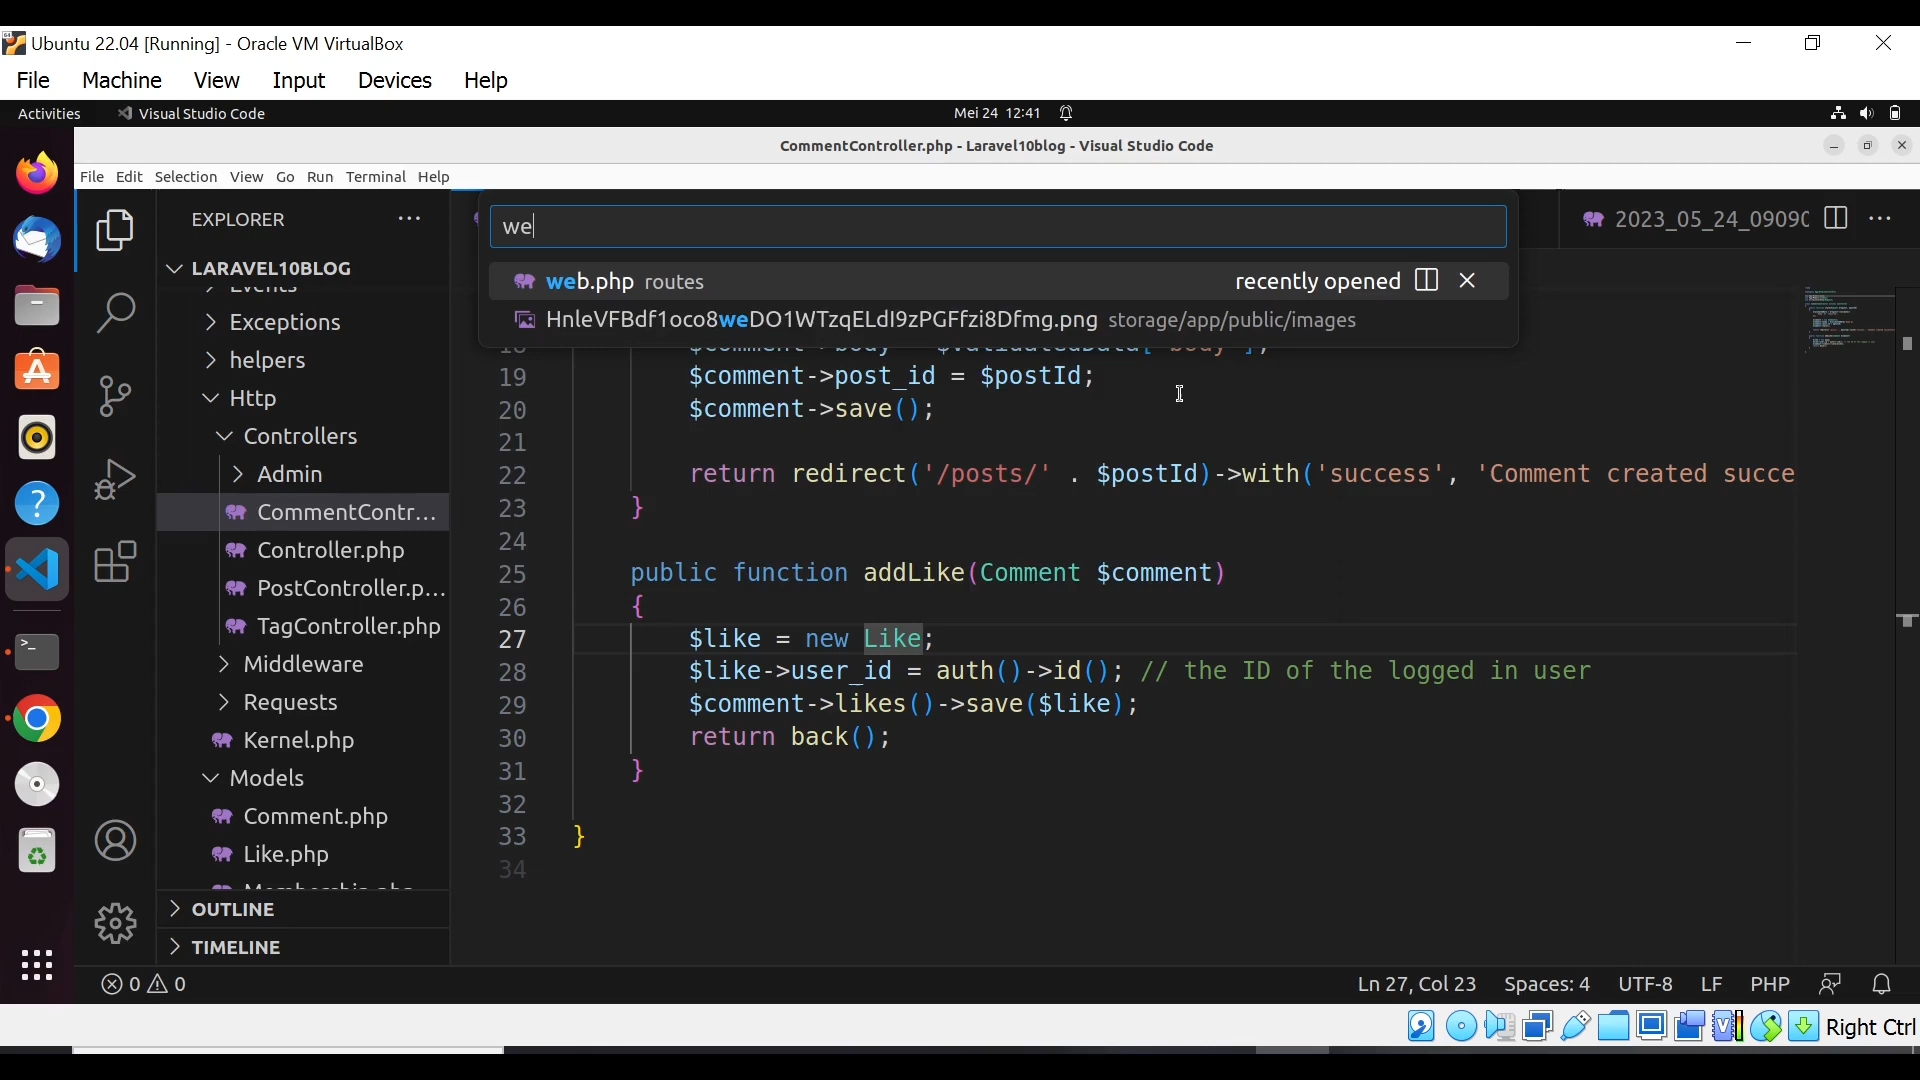 Ubuntu 22.04 [Running] - Oracle VM VirtualBox
File Machine View Input Devices Help
Activities Visual Studio Code Mei 24 12:41
CommentController.php - Laravel10blog - Visual Studio Code
File Edit Selection View Go Run Terminal Help
EXPLORER
we
2023_05_24_09090
LARAVEL10BLOG
web.php routes recently opened
HnleVFBdf1oco8weDO1WTzqELdI9zPGFfzi8Dfmg.png storage/app/public/images
Events
Exceptions
helpers
Http
Controllers
Admin
CommentContr...
Controller.php
PostController.p...
TagController.php
Middleware
Requests
Kernel.php
Models
Comment.php
Like.php
OUTLINE
TIMELINE
18
19 $comment->post_id = $postId;
20 $comment->save();
21
22 return redirect('/posts/' . $postId)->with('success', 'Comment created succe
23 }
24
25 public function addLike(Comment $comment)
26 {
27 $like = new Like;
28 $like->user_id = auth()->id(); // the ID of the logged in user
29 $comment->likes()->save($like);
30 return back();
31 }
32
33 }
34
0 0 Ln 27, Col 23 Spaces: 4 UTF-8 LF PHP
Right Ctrl